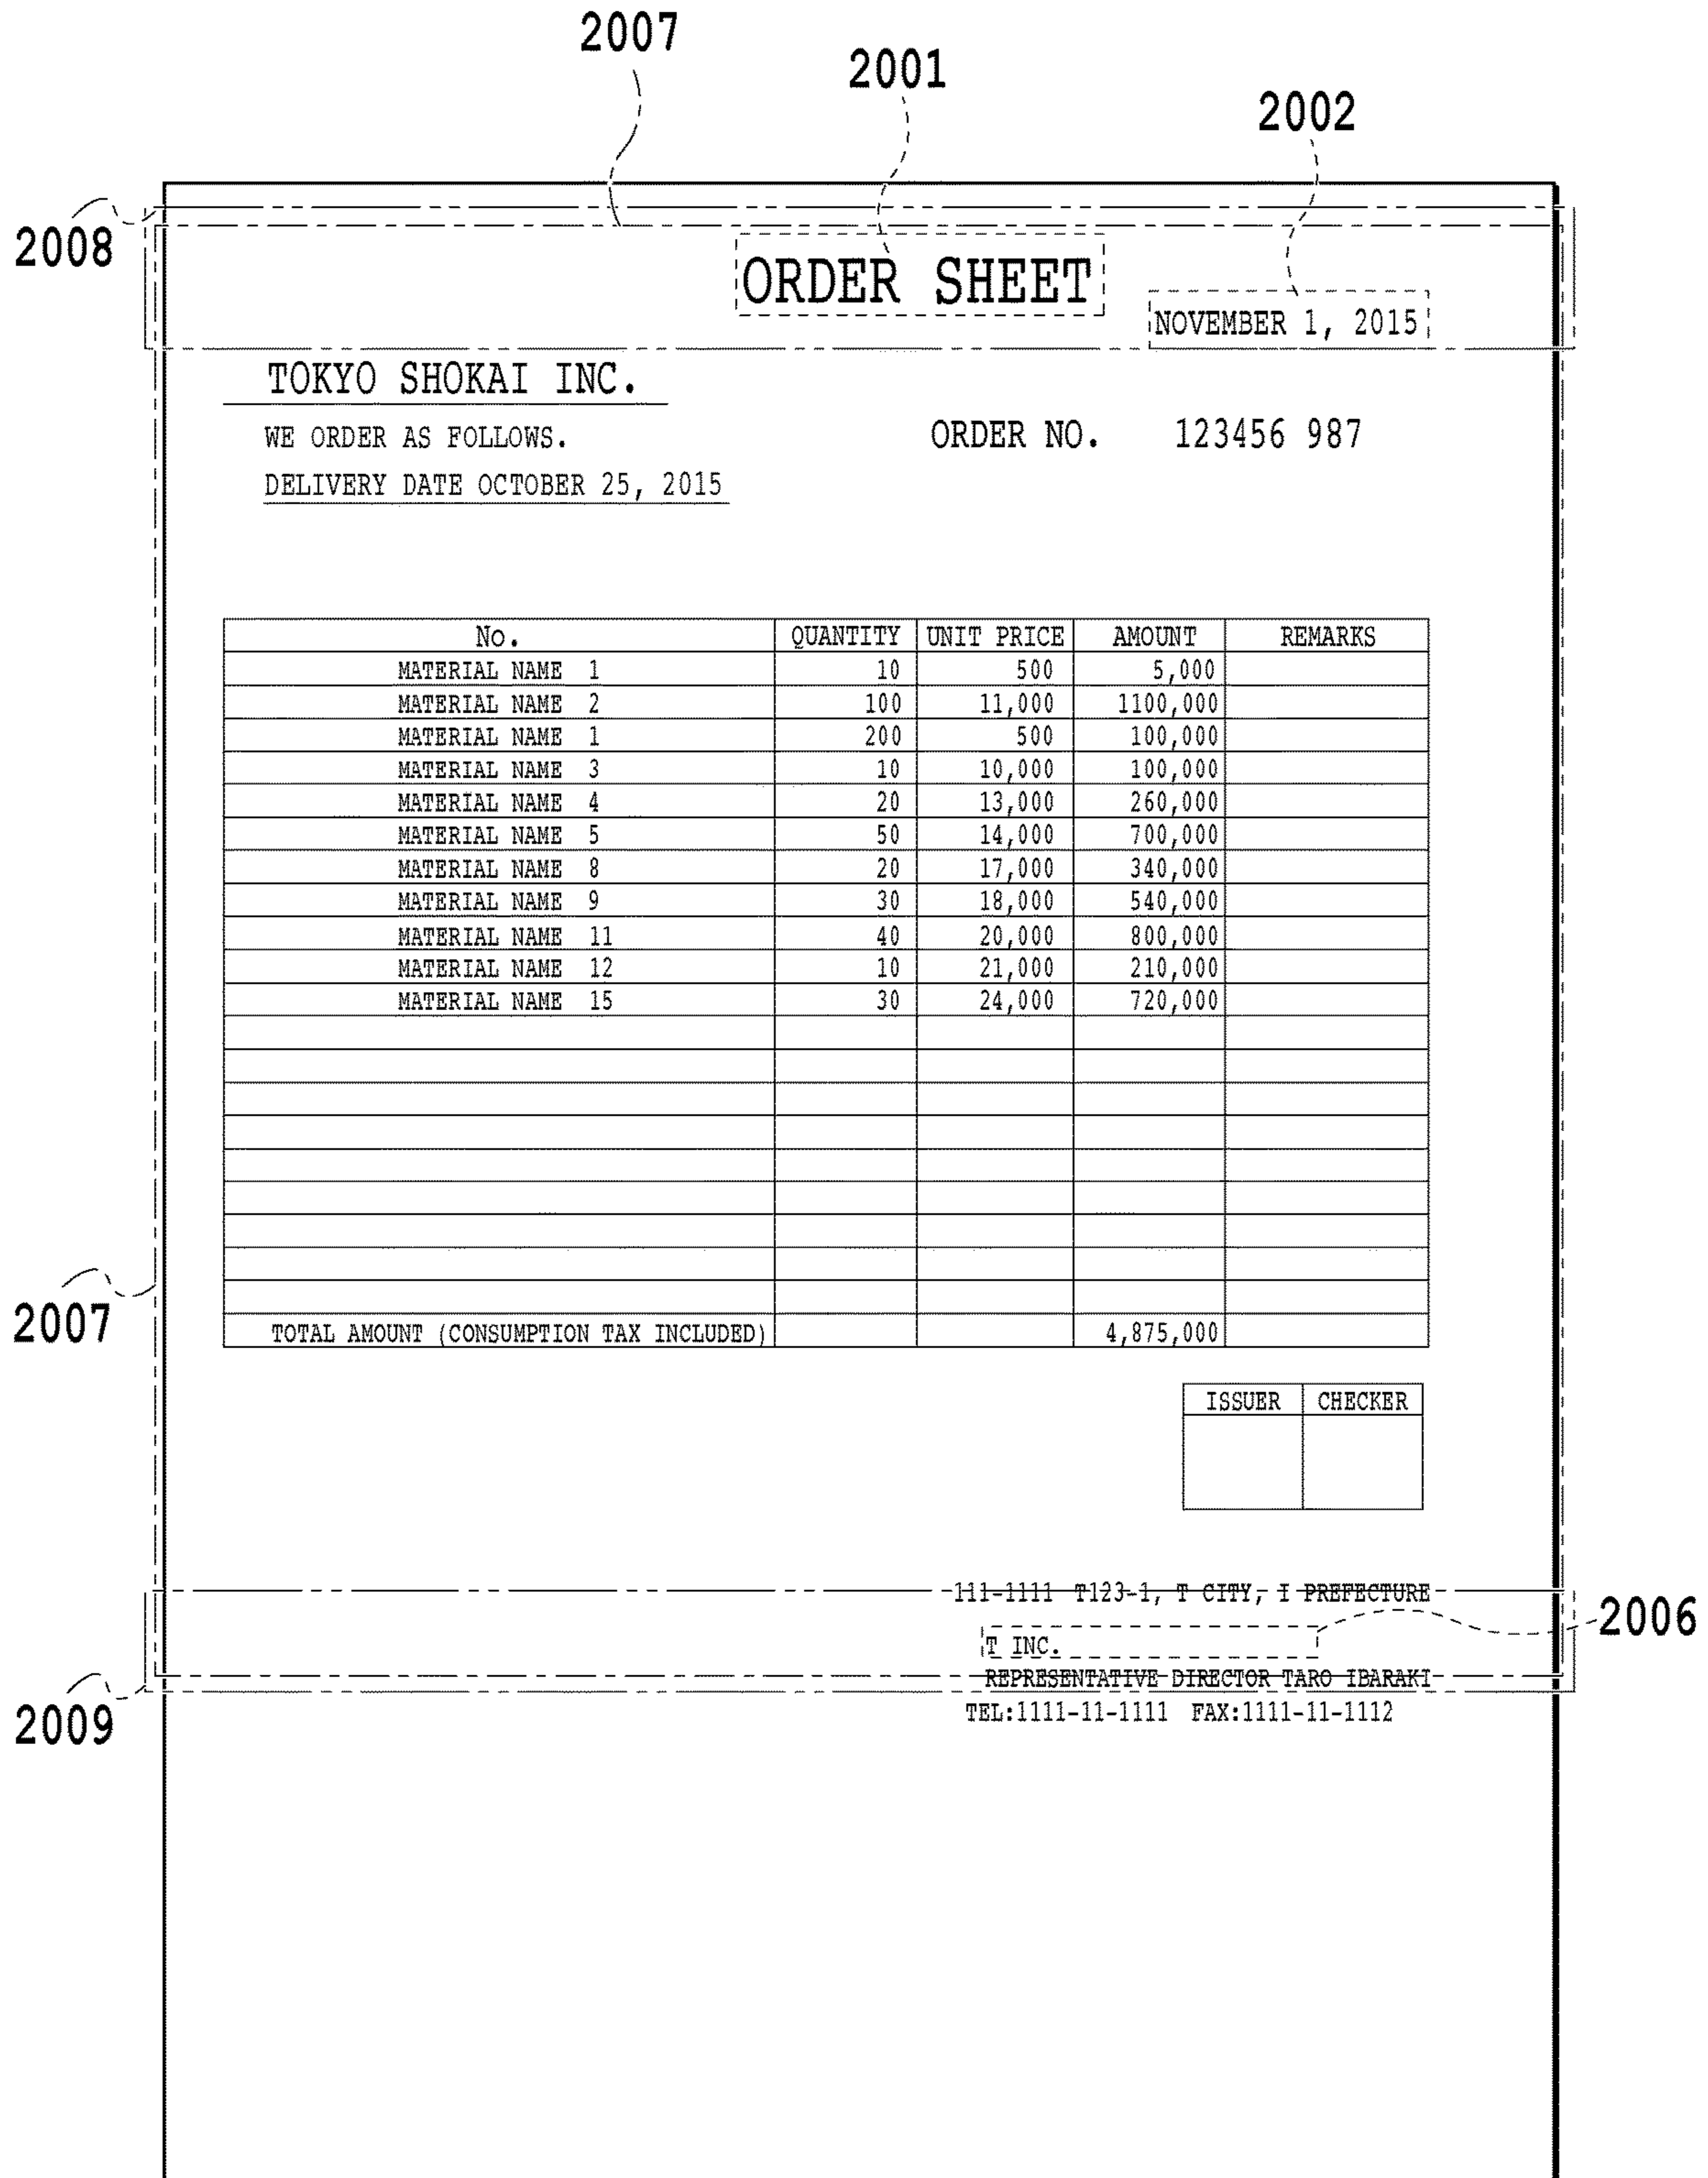 2007
2001
2002
2008
ORDER SHEET
NOVEMBER 1, 2015
TOKYO SHOKAI INC.
WE ORDER AS FOLLOWS.
ORDER NO. 123456 987
DELIVERY DATE OCTOBER 25, 2015
No. QUANTITY UNIT PRICE AMOUNT REMARKS
MATERIAL NAME 1 10 500 5,000
MATERIAL NAME 2 100 11,000 1100,000
MATERIAL NAME 1 200 500 100,000
MATERIAL NAME 3 10 10,000 100,000
MATERIAL NAME 4 20 13,000 260,000
MATERIAL NAME 5 50 14,000 700,000
MATERIAL NAME 8 20 17,000 340,000
MATERIAL NAME 9 30 18,000 540,000
MATERIAL NAME 11 40 20,000 800,000
MATERIAL NAME 12 10 21,000 210,000
MATERIAL NAME 15 30 24,000 720,000
2007
TOTAL AMOUNT (CONSUMPTION TAX INCLUDED) 4,875,000
ISSUER CHECKER
111-1111 T123-1, T CITY, I PREFECTURE
2006
T INC.
REPRESENTATIVE DIRECTOR TARO IBARAKI
2009
TEL:1111-11-1111 FAX:1111-11-1112